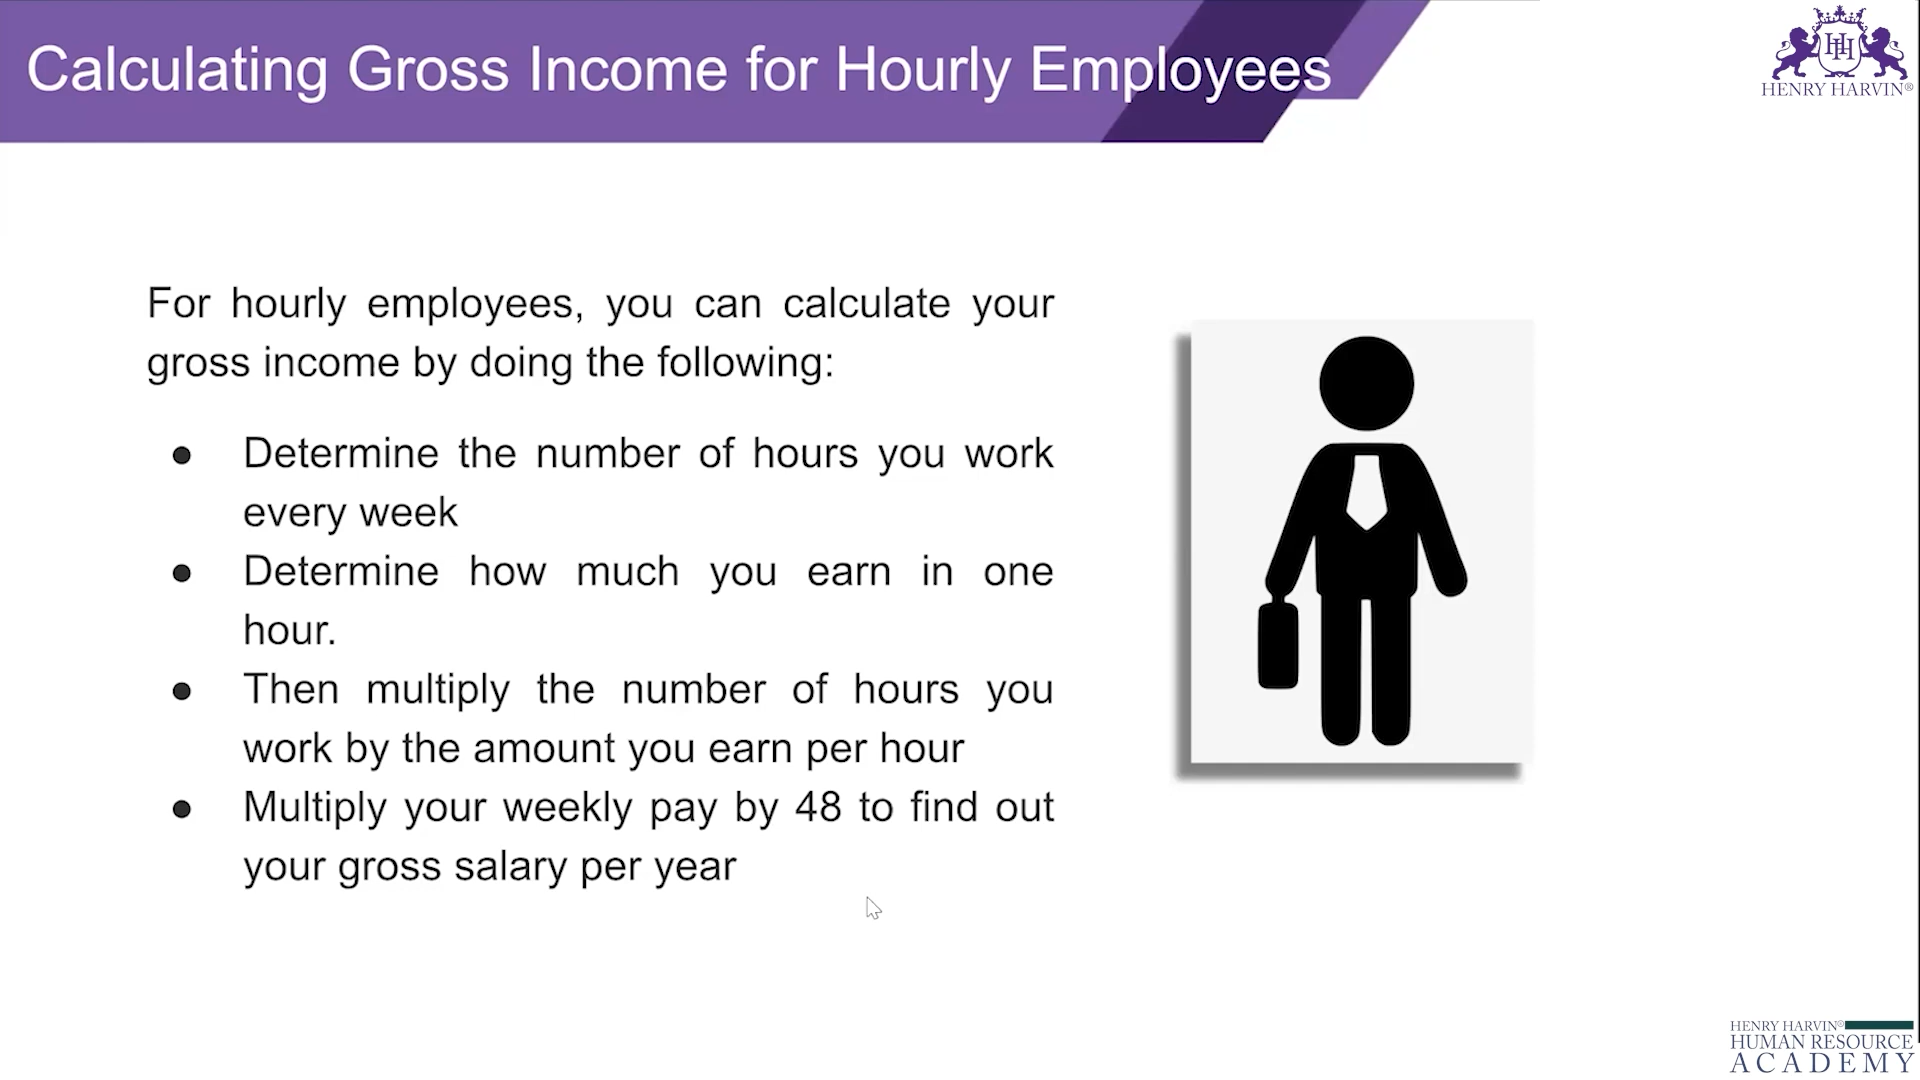 Calculating Gross Income for Hourly Employees
HH
HENRY HARVIN®
For hourly employees, you can calculate your
gross income by doing the following:
● Determine the number of hours you work
every week
● Determine how much you earn in one
hour.
● Then multiply the number of hours you
work by the amount you earn per hour
● Multiply your weekly pay by 48 to find out
your gross salary per year
HENRY HARVIN®
HUMAN RESOURCE
ACADEMY